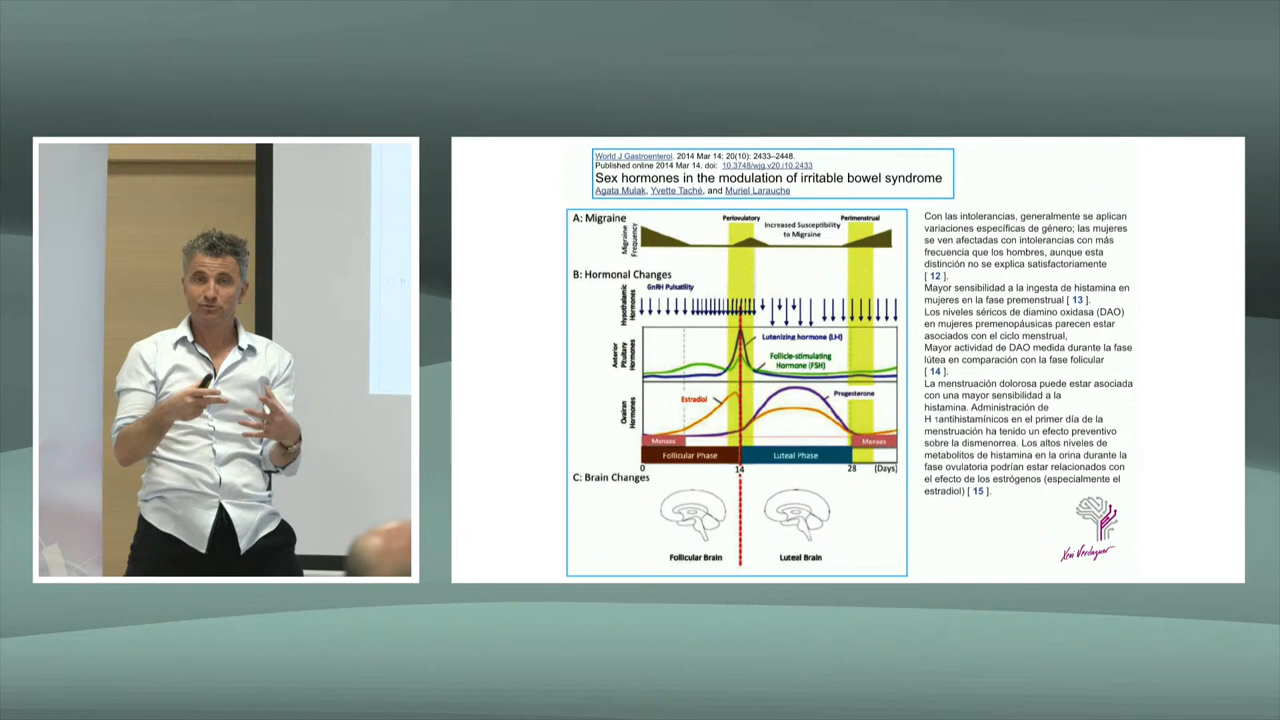 World J Gastroenterol. 2014 Mar 14; 20(10): 2433–2448.
Published online 2014 Mar 14. doi: 10.3748/wjg.v20.i10.2433
Sex hormones in the modulation of irritable bowel syndrome
Agata Mulak, Yvette Taché, and Muriel Larauche
A: Migraine
Migraine
Frequency
Periovulatory
Increased Susceptibility
to Migraine
Perimenstrual
B: Hormonal Changes
GnRH Pulsatility
Hypothalamic
Hormones
Anterior
Pituitary
Hormones
Lutenizing hormone (LH)
Follicle-stimulating
Hormone (FSH)
Ovarian
Hormones
Estradiol
Progesterone
Menses
Menses
Follicular Phase
Luteal Phase
0
14
28
(Days)
C: Brain Changes
Follicular Brain
Luteal Brain
Con las intolerancias, generalmente se aplican
variaciones específicas de género; las mujeres
se ven afectadas con intolerancias con más
frecuencia que los hombres, aunque esta
distinción no se explica satisfactoriamente
[ 12 ].
Mayor sensibilidad a la ingesta de histamina en
mujeres en la fase premenstrual [ 13 ].
Los niveles séricos de diamino oxidasa (DAO)
en mujeres premenopáusicas parecen estar
asociados con el ciclo menstrual,
Mayor actividad de DAO medida durante la fase
lútea en comparación con la fase folicular
[ 14 ].
La menstruación dolorosa puede estar asociada
con una mayor sensibilidad a la
histamina. Administración de
H 1antihistamínicos en el primer día de la
menstruación ha tenido un efecto preventivo
sobre la dismenorrea. Los altos niveles de
metabolitos de histamina en la orina durante la
fase ovulatoria podrían estar relacionados con
el efecto de los estrógenos (especialmente el
estradiol) [ 15 ].
Xevi Verdaguer